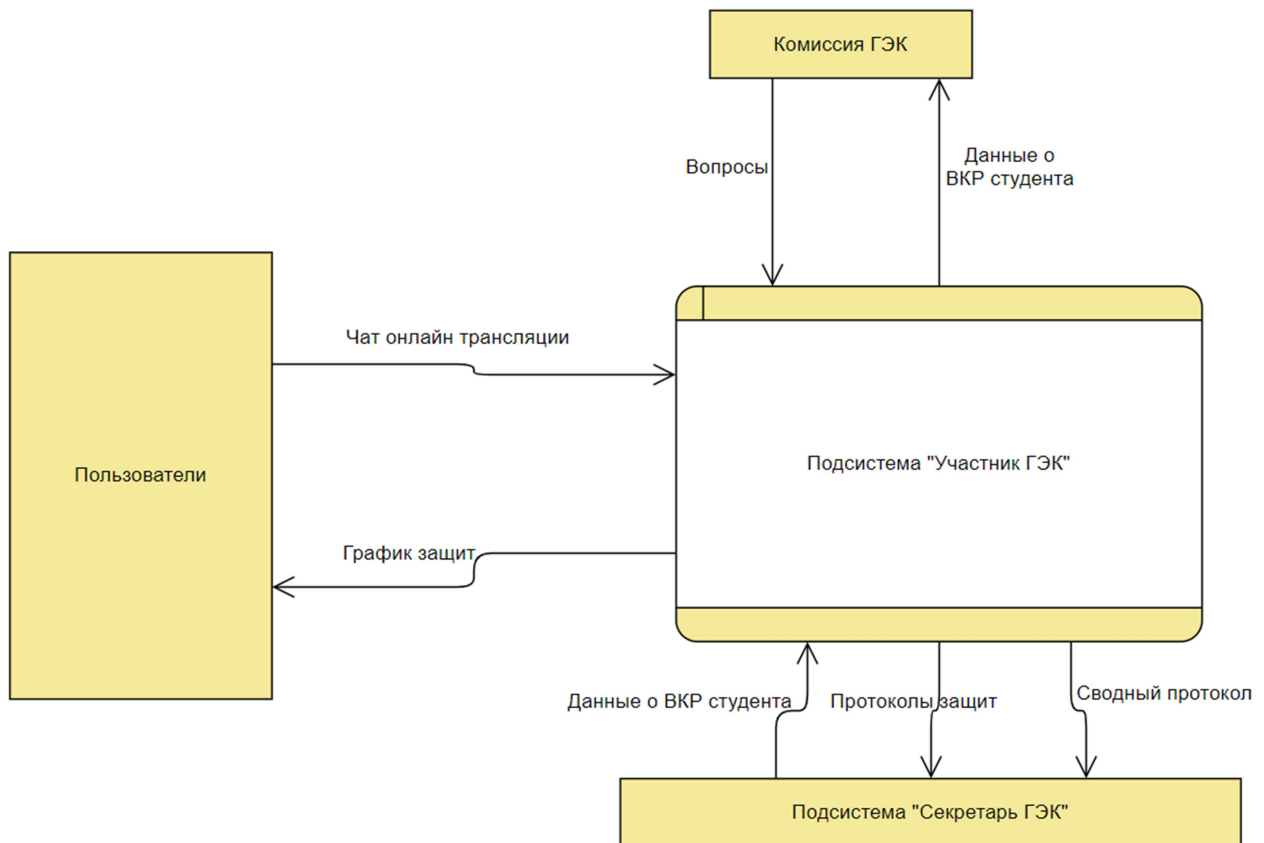 Комиссия ГЭК
Вопросы
Данные о
ВКР студента
Чат онлайн трансляции
Подсистема "Участник ГЭК"
Пользователи
График защит
Данные о ВКР студента
Протоколы защит
Сводный протокол
Подсистема "Секретарь ГЭК"